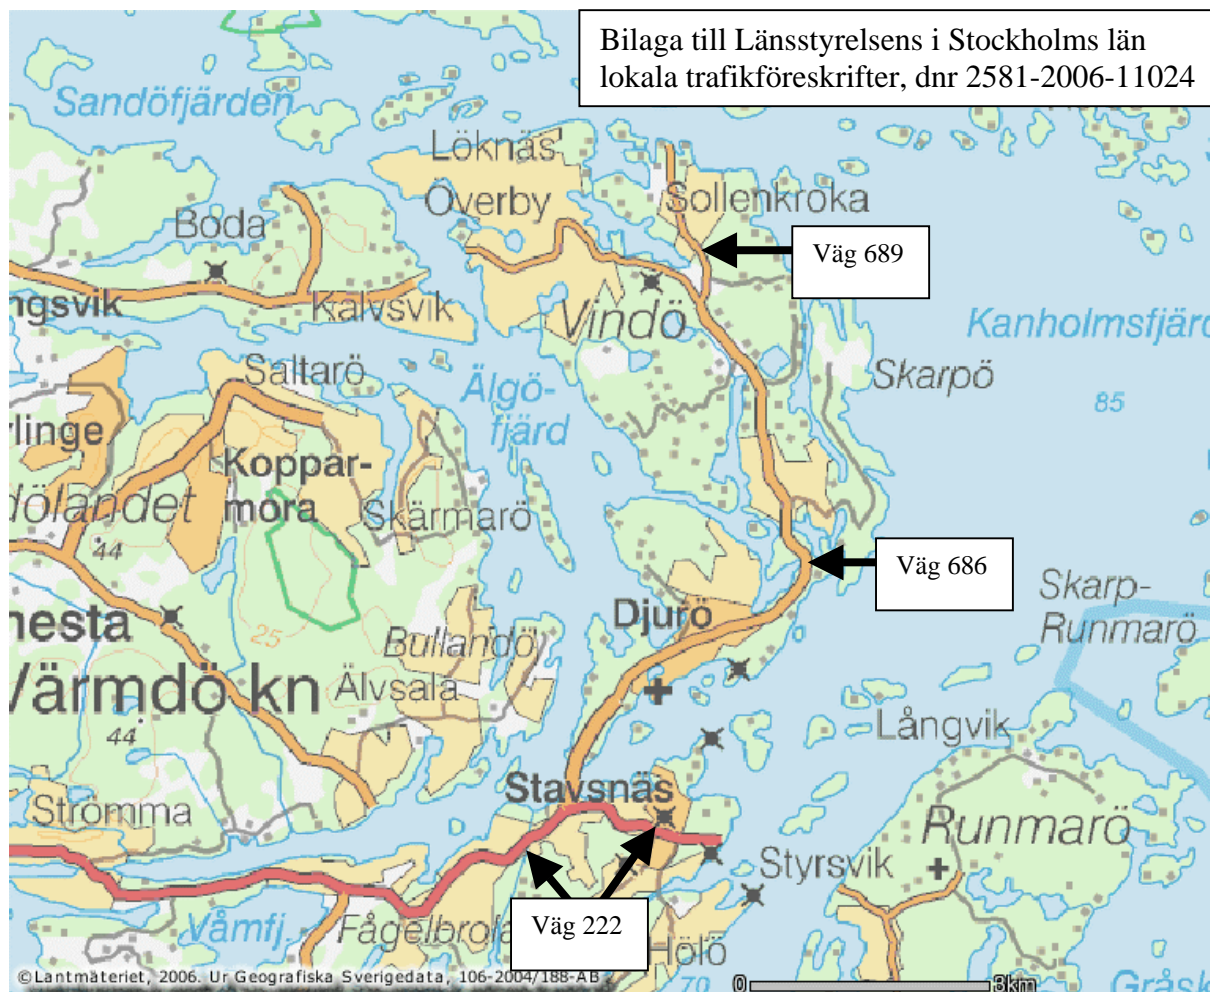 Bilaga till Länsstyrelsens i Stockholms län
lokala trafikföreskrifter, dnr 2581-2006-11024
Sandöfjärden
Löknäs
Överby
Sollenkroka
Boda
Väg 689
ngsvik
Kalvsvik
Vindö
Kanholmsfjärd
Saltarö
Älgö-
fjärd
Skarpö
85
rlinge
Koppar-
mora
dölandet
Skärmarö
44
Väg 686
Skarp-
Runmarö
Djurö
nesta
25
Bullandö
Värmdö kn
Älvsala
44
Långvik
Stavsnäs
Strömma
Runmarö
Styrsvik
Våmfj.
Fågelbrola
Väg 222
Hölö
70
Gråsk
©Lantmäteriet, 2006. Ur Geografiska Sverigedata, 106-2004/188-AB
0 3km